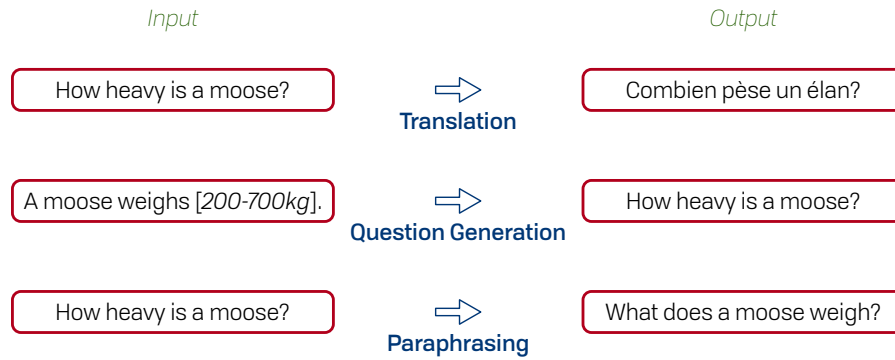 Input Output
How heavy is a moose? Combien pèse un élan?
Translation
A moose weighs [200-700kg]. How heavy is a moose?
Question Generation
How heavy is a moose? What does a moose weigh?
Paraphrasing